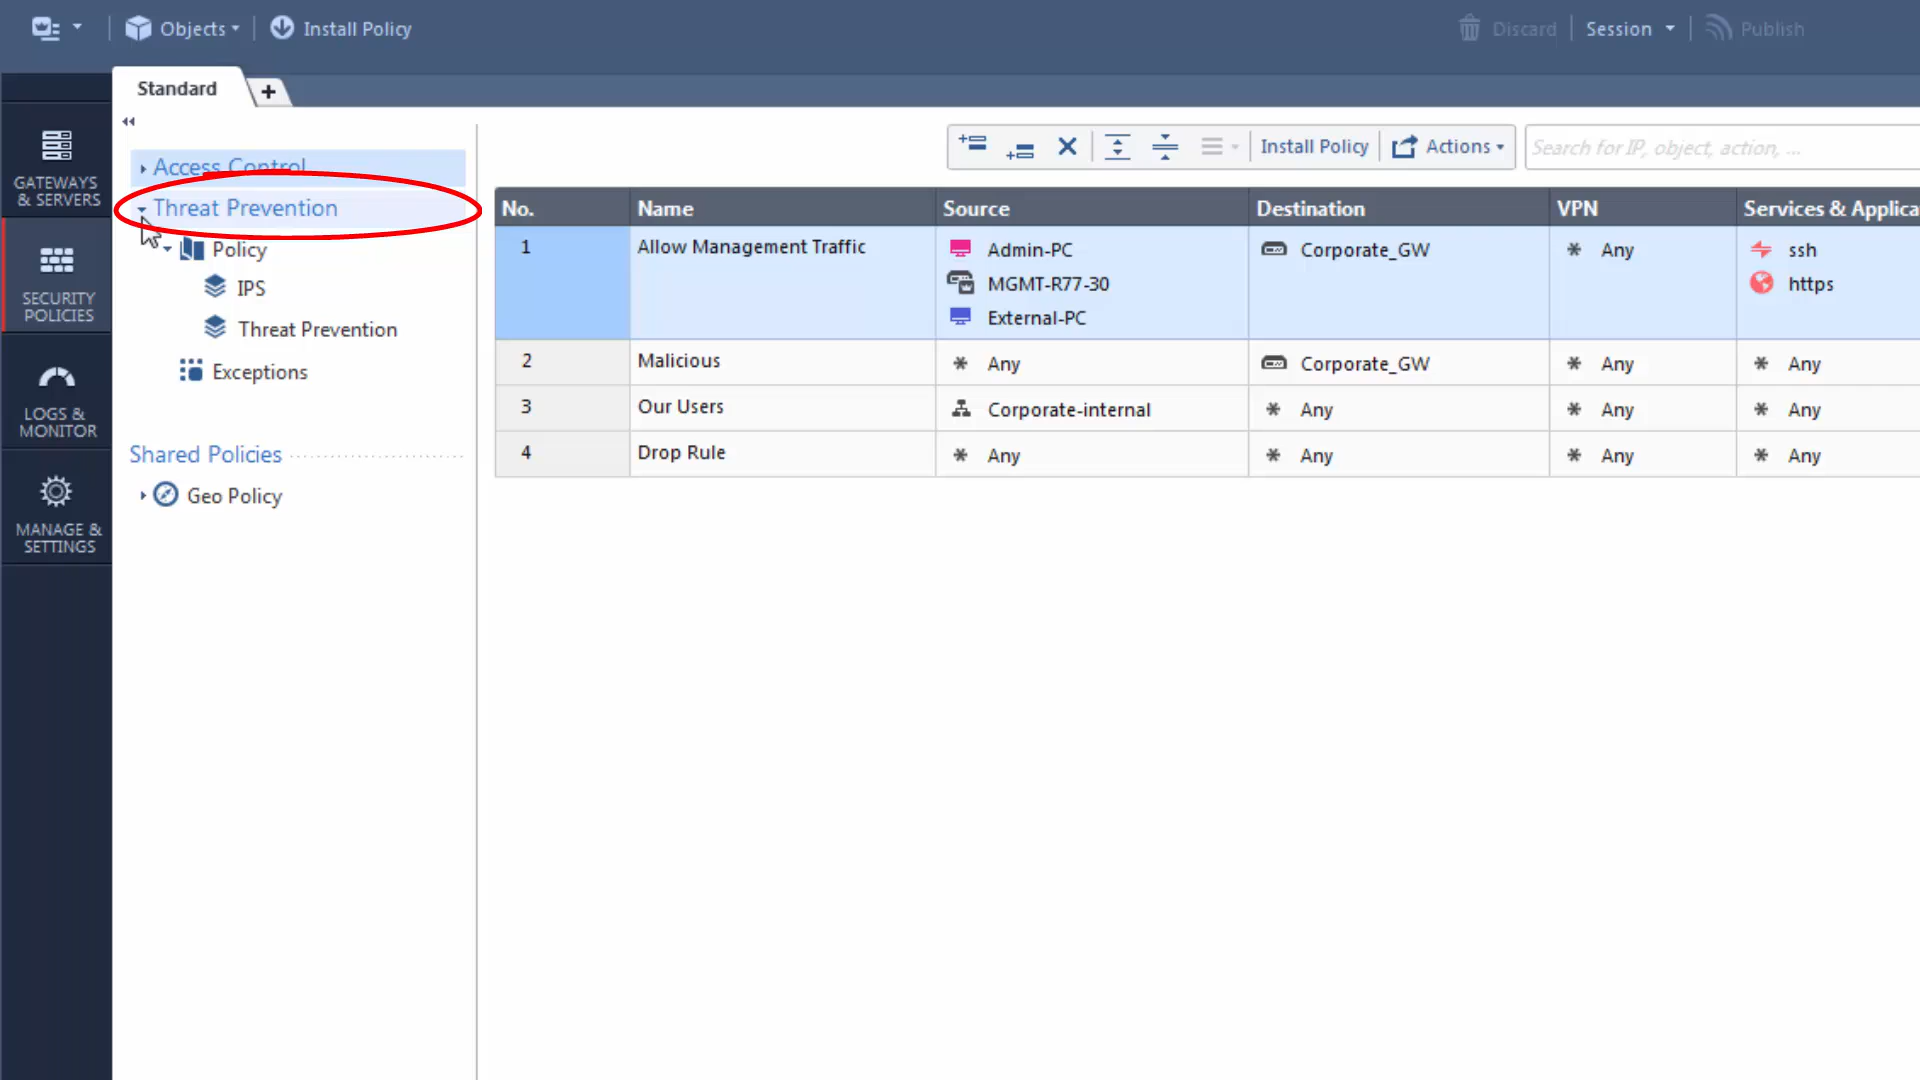 Objects
Install Policy
Discard
Session
Publish
Standard
+
GATEWAYS
& SERVERS
SECURITY
POLICIES
LOGS &
MONITOR
MANAGE &
SETTINGS
Access Control
Threat Prevention
Policy
IPS
Threat Prevention
Exceptions
Shared Policies
Geo Policy
Install Policy
Actions
Search for IP, object, action, ...
No. Name Source Destination VPN Services & Applica
1 Allow Management Traffic Admin-PC Corporate_GW * Any ssh
MGMT-R77-30 https
External-PC
2 Malicious * Any Corporate_GW * Any * Any
3 Our Users Corporate-internal * Any * Any * Any
4 Drop Rule * Any * Any * Any * Any